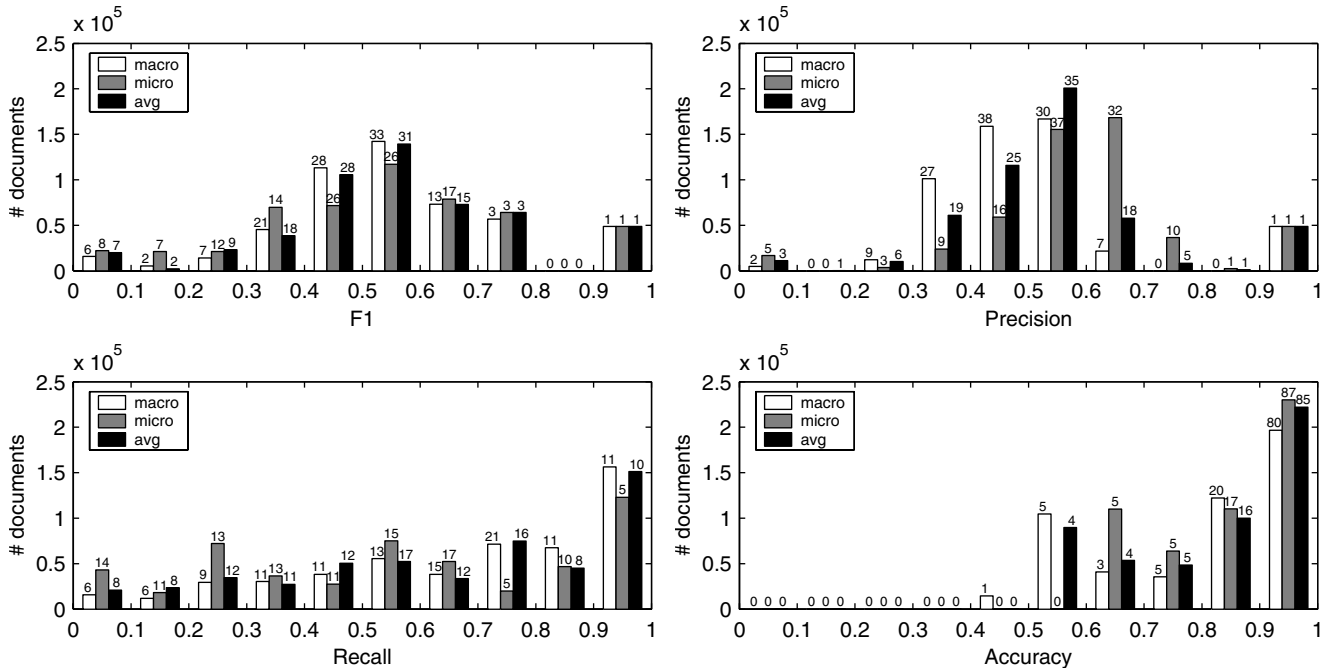 x 10^5
2.5
2
1.5
1
0.5
0
# documents
macro
micro
avg
6 8 7 2 7 2 7 12 9 21 14 18 28 26 28 33 26 31 13 17 15 3 3 3 0 0 0 1 1 1
0 0.1 0.2 0.3 0.4 0.5 0.6 0.7 0.8 0.9 1
F1
x 10^5
2.5
2
1.5
1
0.5
0
# documents
macro
micro
avg
2 5 3 0 0 1 9 3 6 27 9 19 38 16 25 30 37 35 7 32 18 0 10 5 0 1 1 1 1 1
0 0.1 0.2 0.3 0.4 0.5 0.6 0.7 0.8 0.9 1
Precision
x 10^5
2.5
2
1.5
1
0.5
0
# documents
macro
micro
avg
6 14 8 6 11 8 9 13 12 11 13 11 11 11 12 13 15 17 15 17 12 21 5 16 11 10 8 11 5 10
0 0.1 0.2 0.3 0.4 0.5 0.6 0.7 0.8 0.9 1
Recall
x 10^5
2.5
2
1.5
1
0.5
0
# documents
macro
micro
avg
0 0 0 0 0 0 0 0 0 0 0 0 1 0 0 5 0 4 3 5 4 5 5 5 20 17 16 80 87 85
0 0.1 0.2 0.3 0.4 0.5 0.6 0.7 0.8 0.9 1
Accuracy